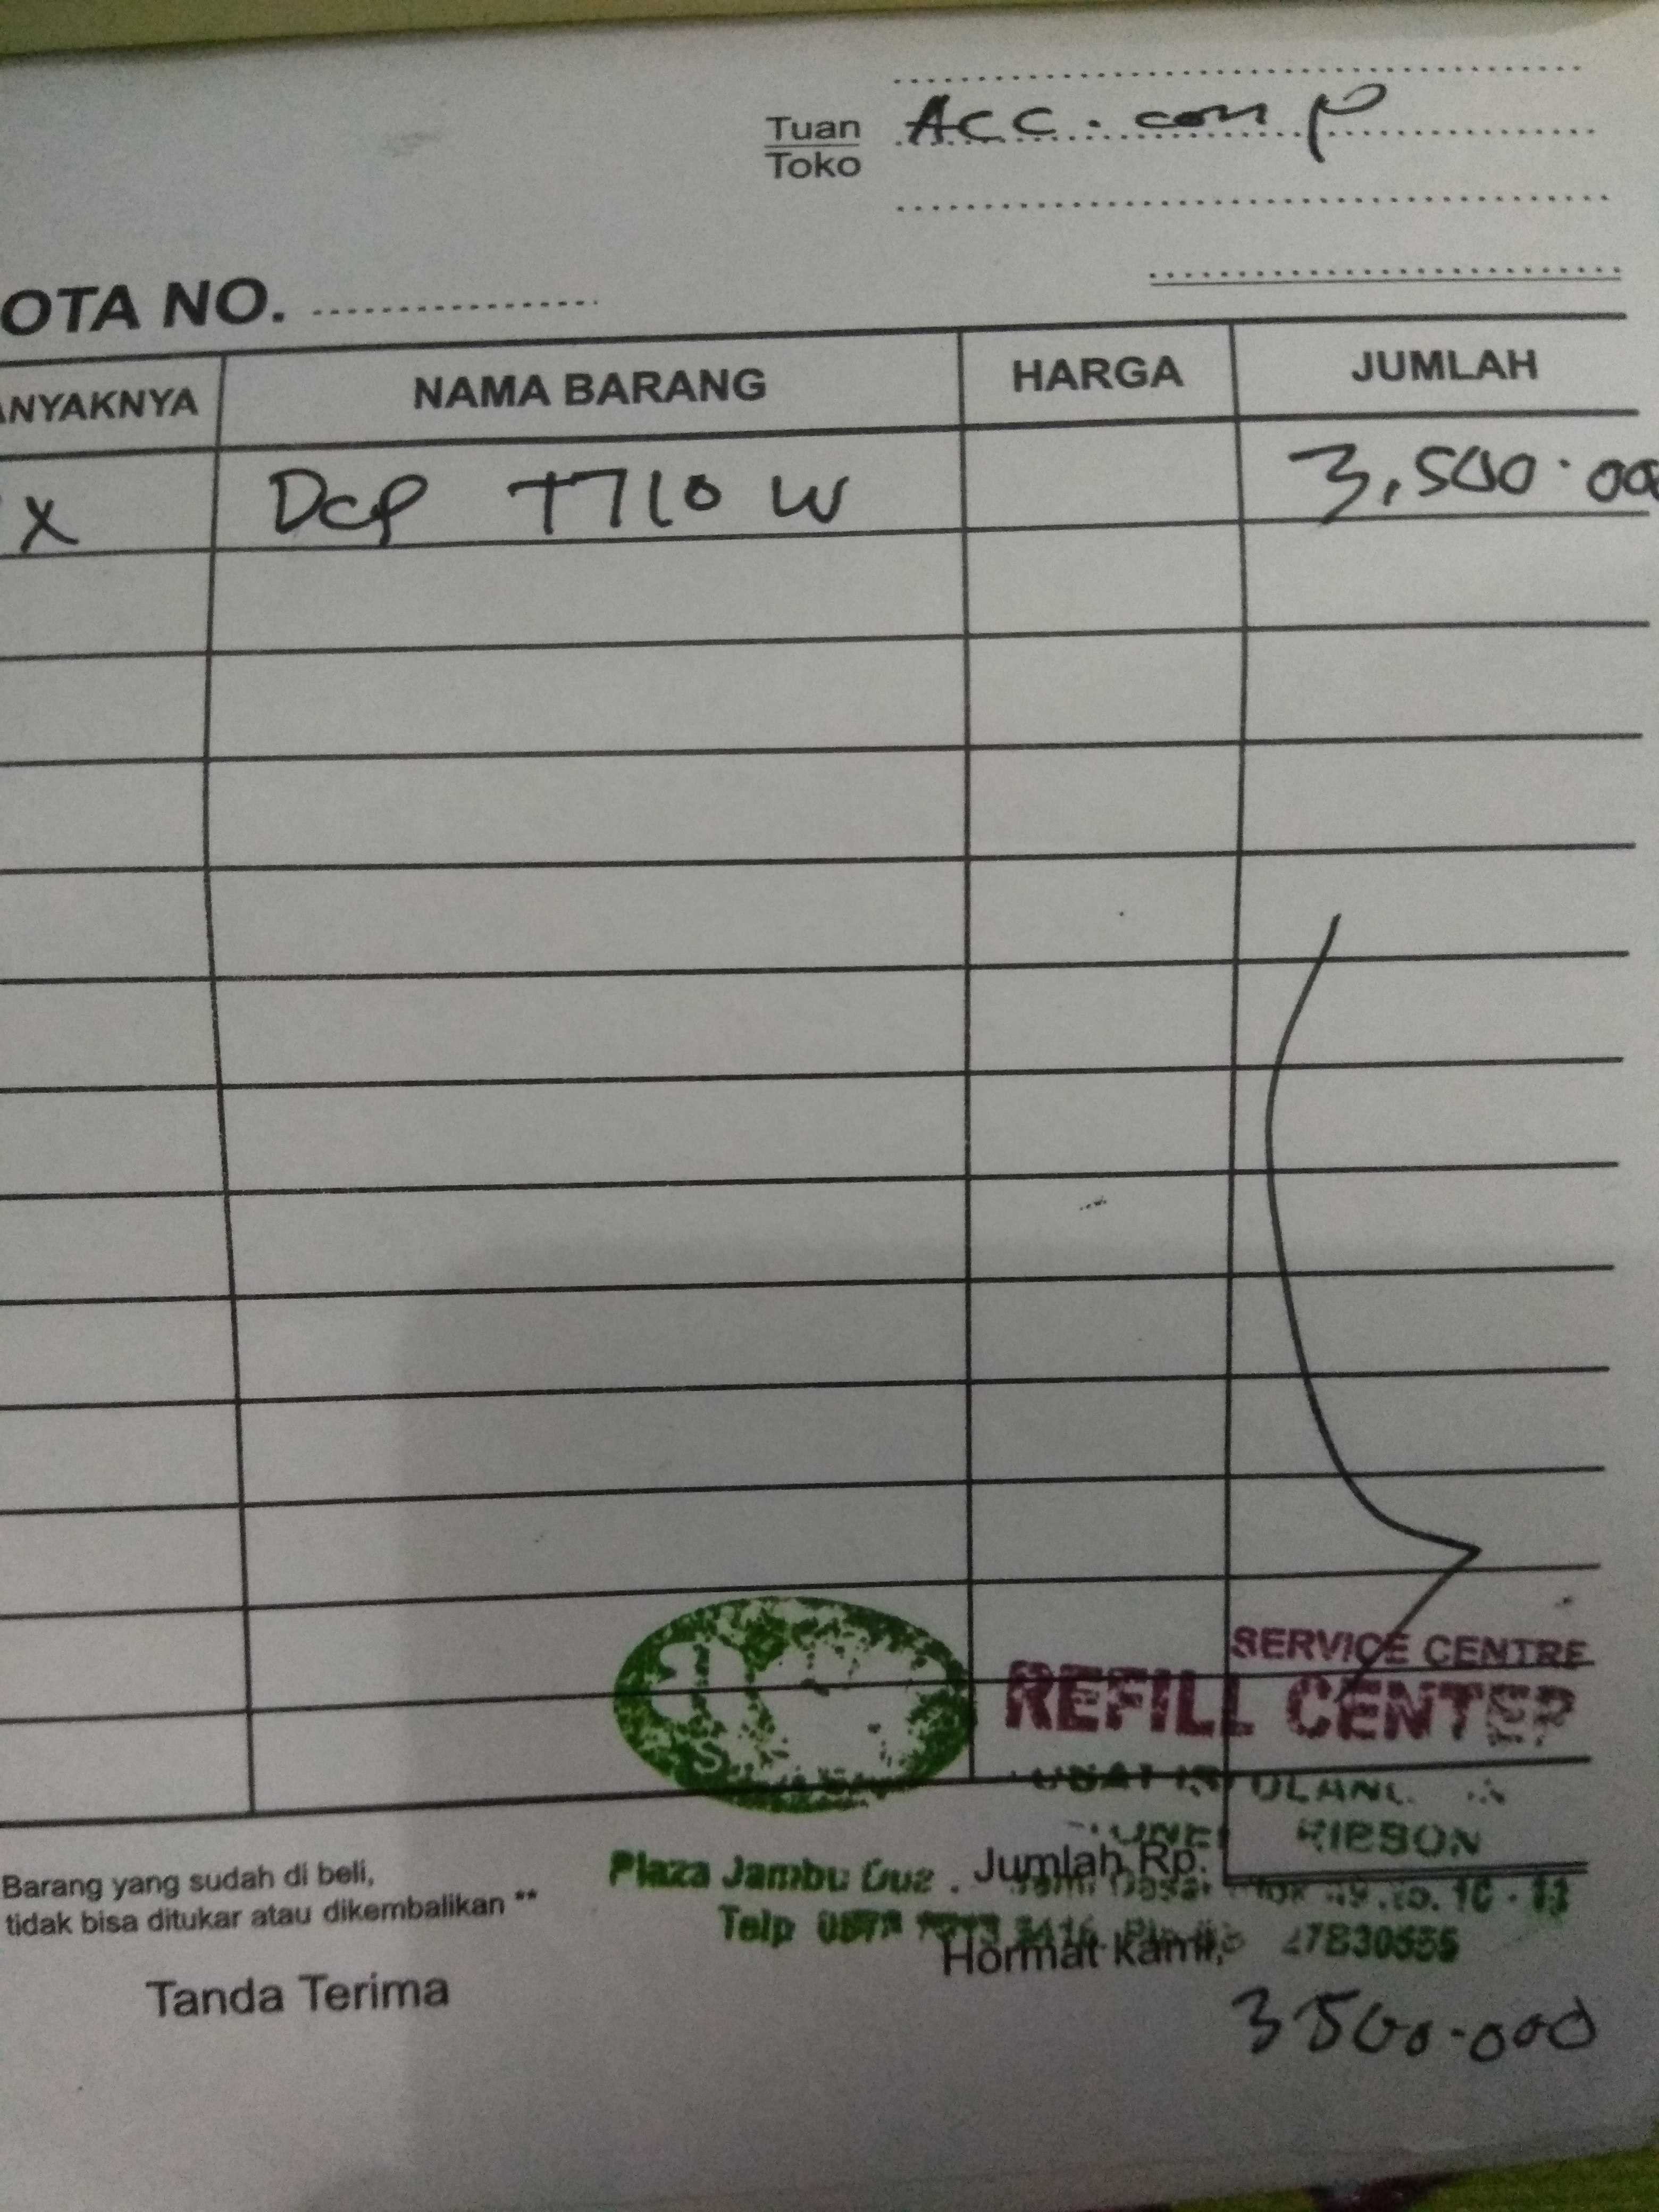 Tuan Acc. comp
Toko
OTA NO.
ANYAKNYA NAMA BARANG HARGA JUMLAH
x Dcp T710 W 3,500.00
SERVICE CENTRE
REFILL CENTER
RIBBON
Barang yang sudah di beli, Jumlah Rp.
Plaza Jambu Dua
tidak bisa ditukar atau dikembalikan **
Telp
Hormat kami,
Tanda Terima
3500.000